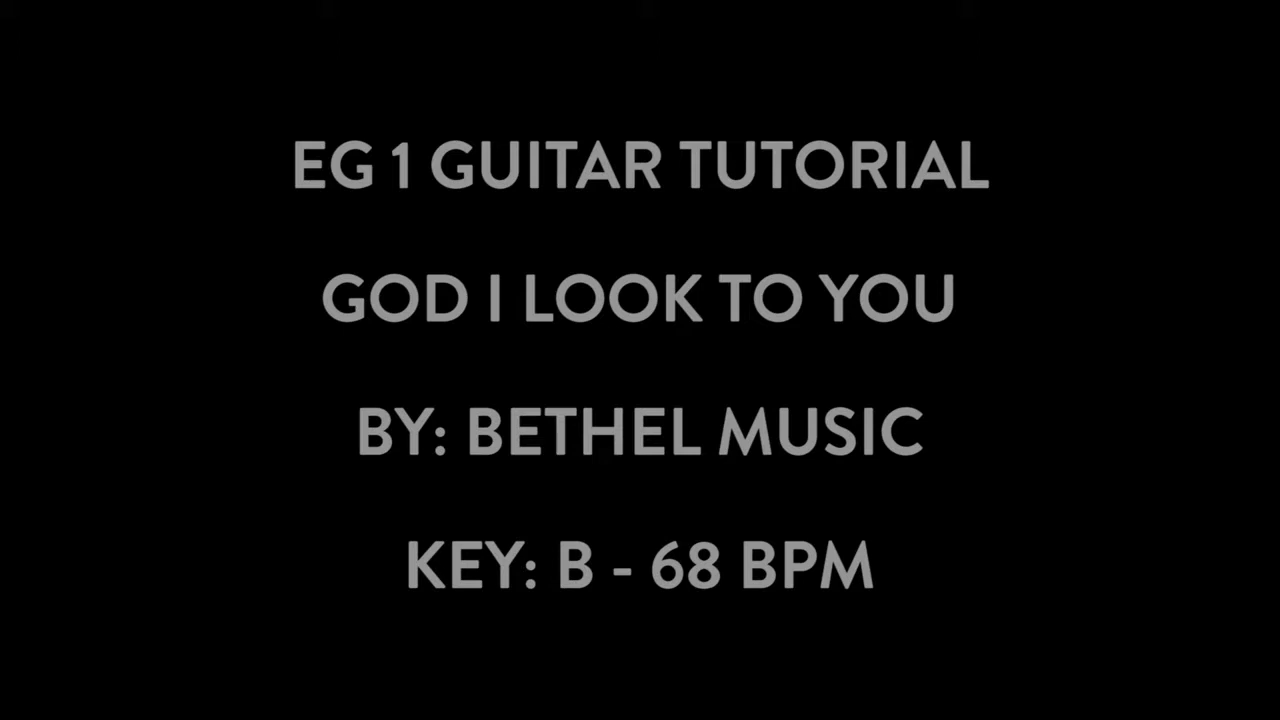 EG 1 GUITAR TUTORIAL
GOD I LOOK TO YOU
BY: BETHEL MUSIC
KEY: B - 68 BPM